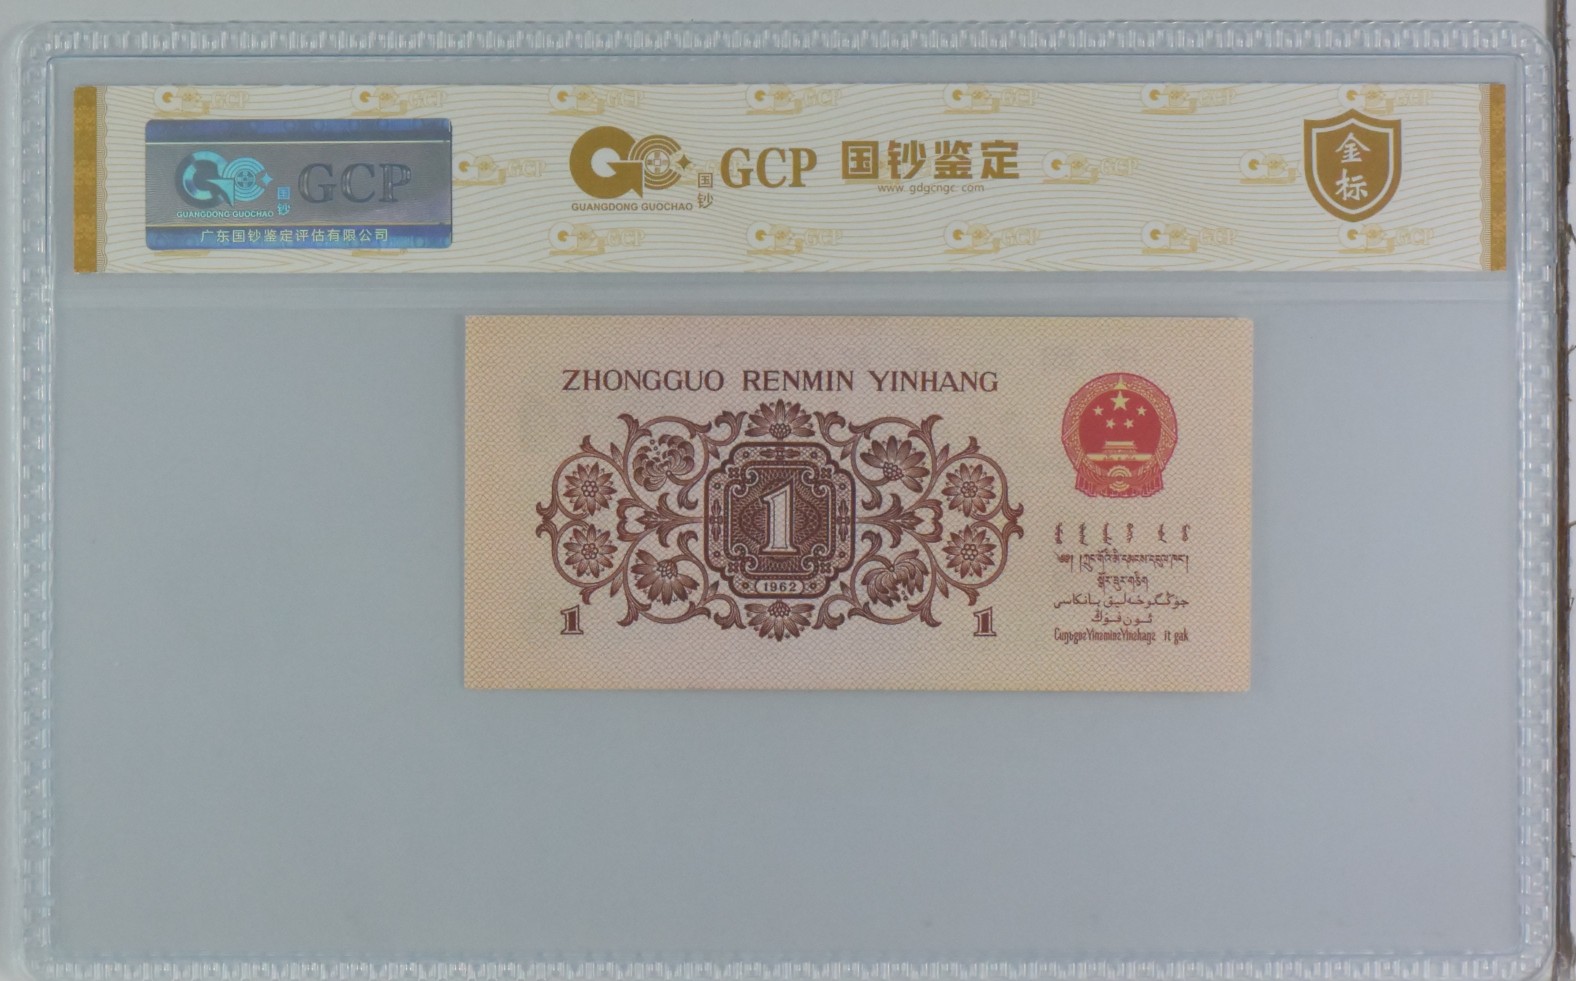 GUANGDONG GUOCHAO
国钞
GCP
广东国钞鉴定评估有限公司
GUANGDONG GUOCHAO
国钞
GCP 国钞鉴定
www.gdgcngc.com
金标
ZHONGGUO RENMIN YINHANG
1
1962
1
1
جۇڭگوخەلىق بانكاسى